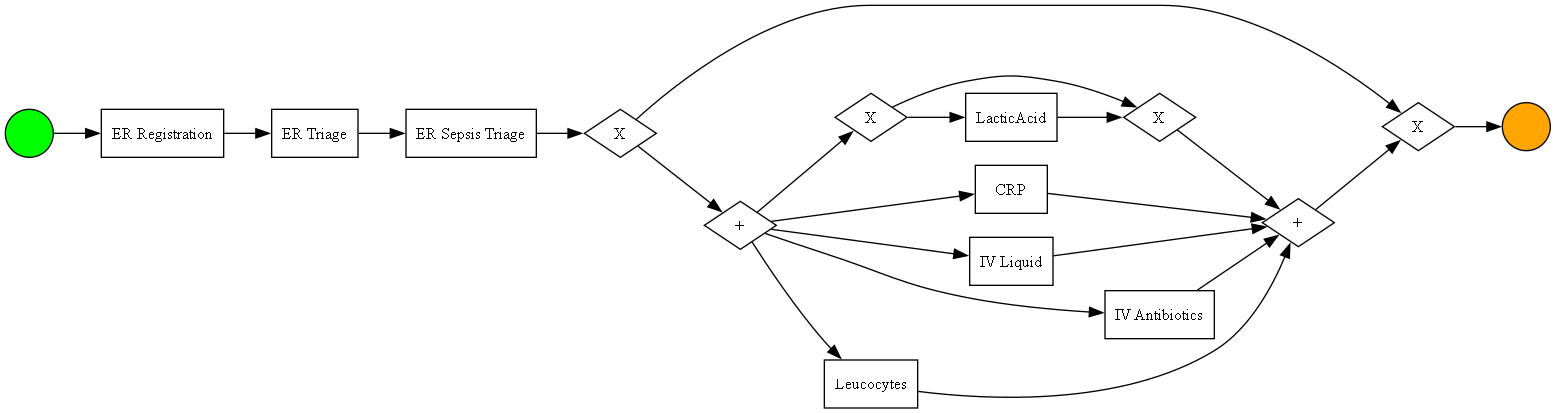 ER Registration
ER Triage
ER Sepsis Triage
X
+
X
LacticAcid
X
CRP
IV Liquid
IV Antibiotics
Leucocytes
+
X